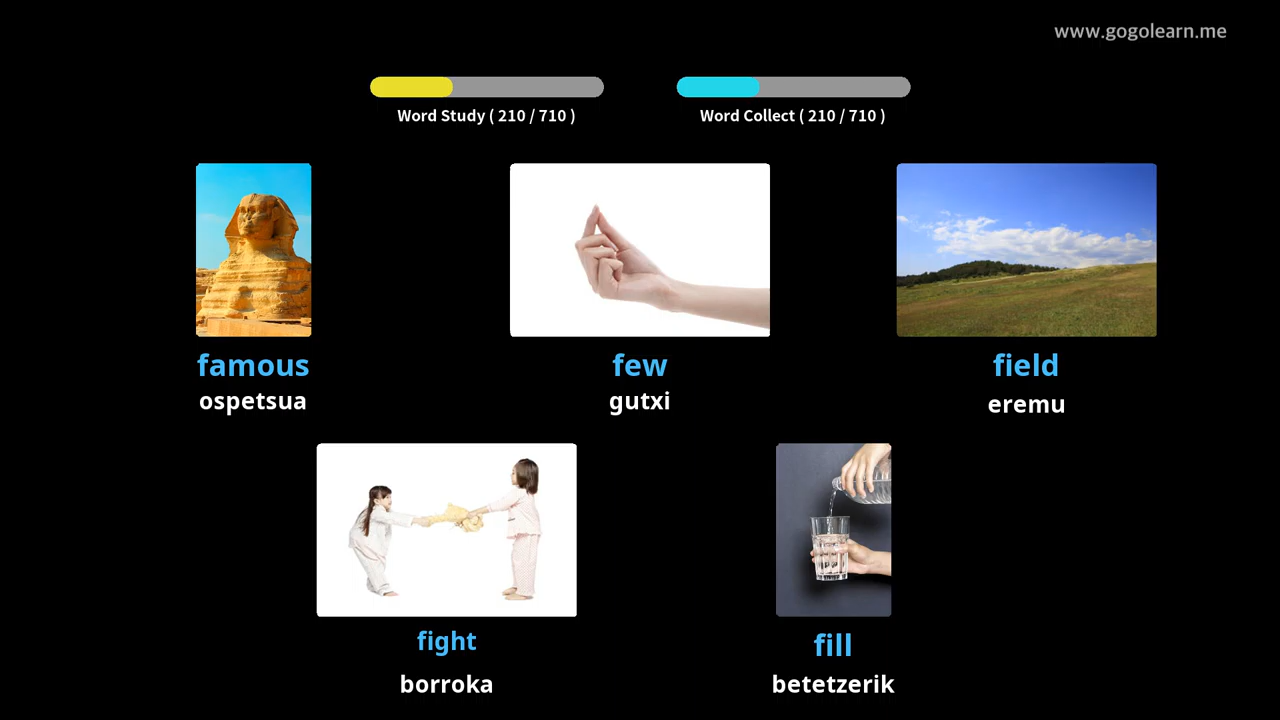 www.gogolearn.me
Word Study ( 210 / 710 )
Word Collect ( 210 / 710 )
famous
ospetsua
few
gutxi
field
eremu
fight
borroka
fill
betetzerik